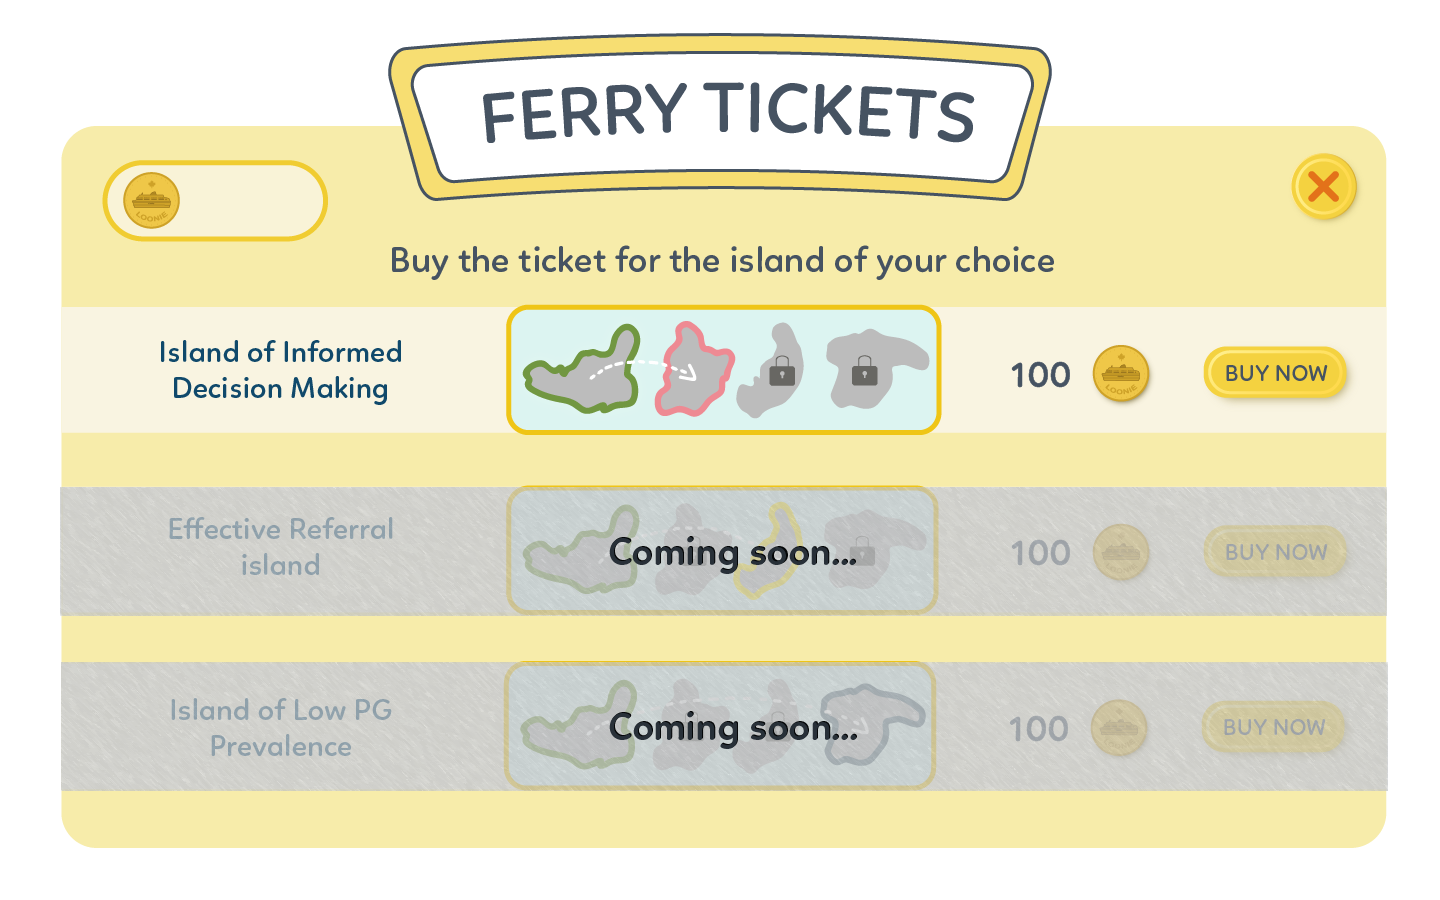 FERRY TICKETS
LOONIE
Buy the ticket for the island of your choice
Island of Informed
Decision Making
100
LOONIE
BUY NOW
Effective Referral
island
Coming soon...
100
BUY NOW
Island of Low PG
Prevalence
Coming soon...
100
BUY NOW